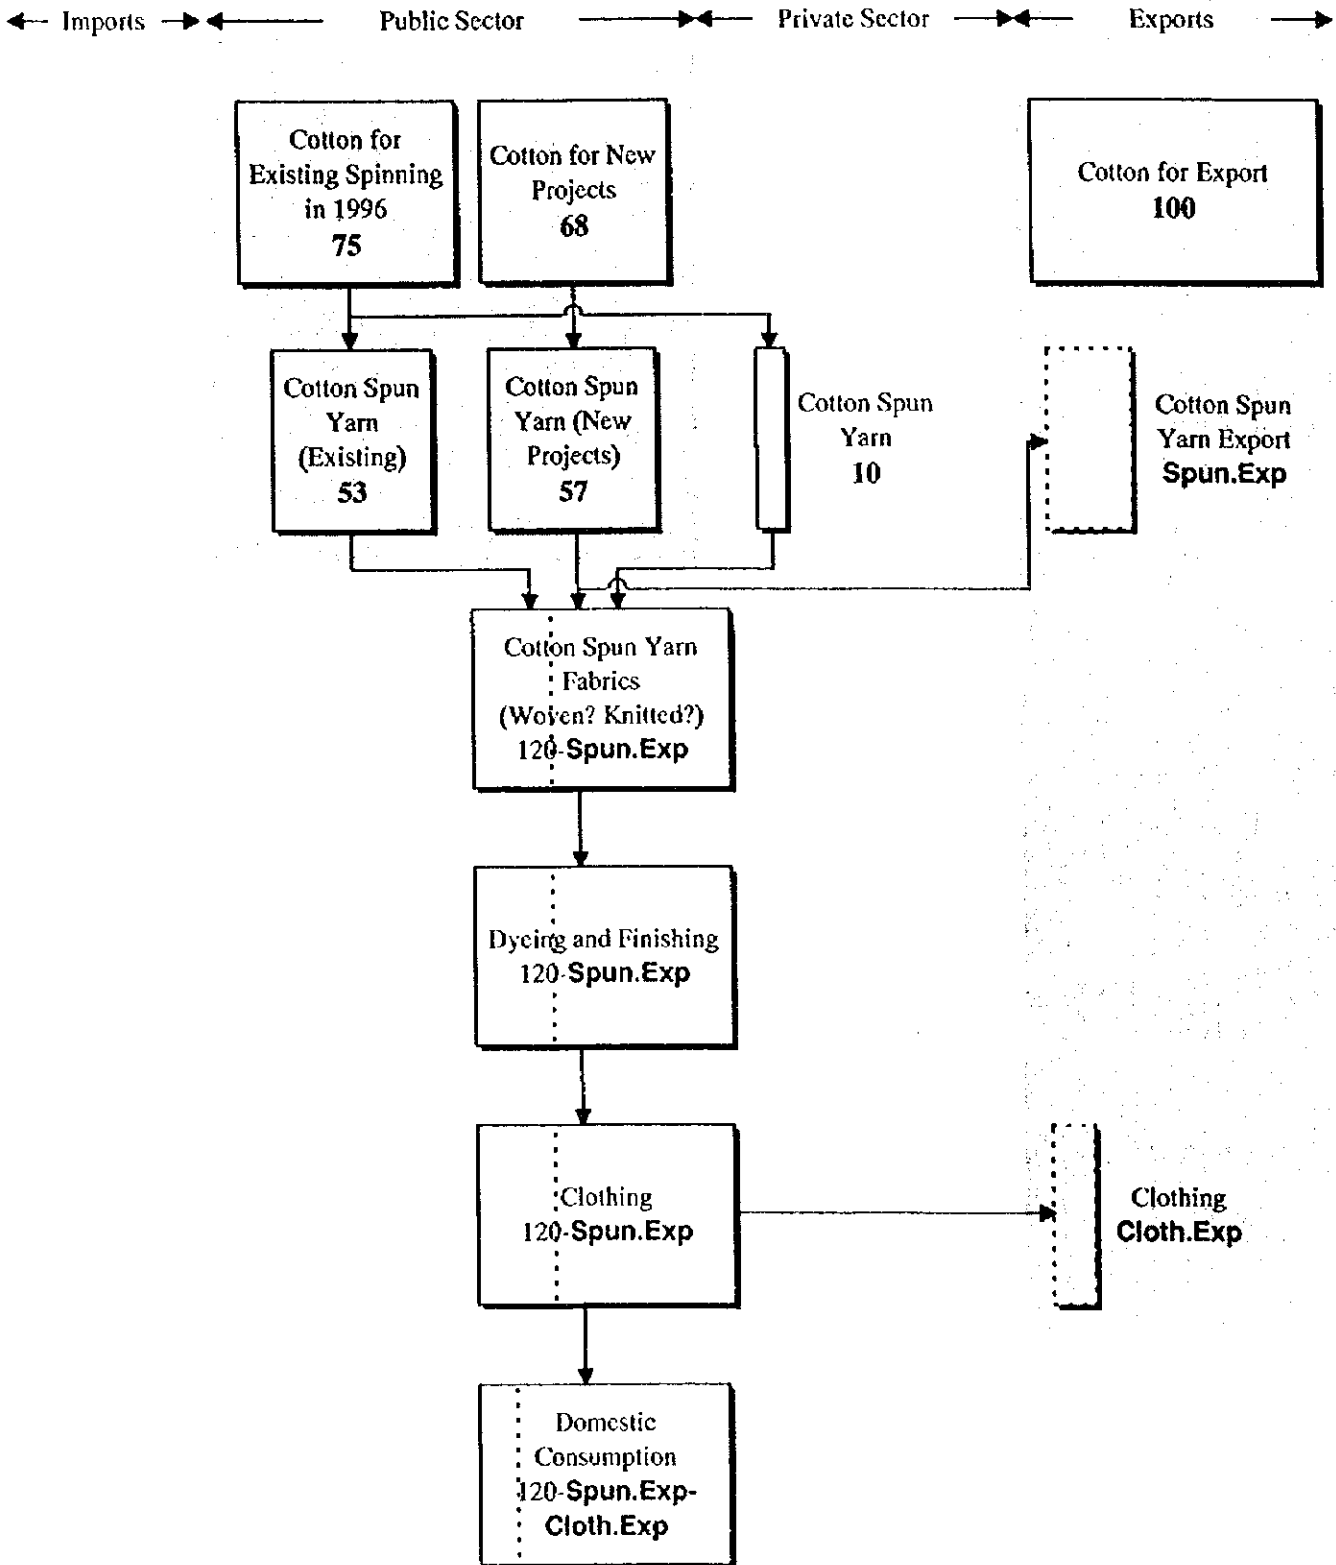 Imports
Public Sector
Private Sector
Exports
Cotton for
Existing Spinning
in 1996
75
Cotton for New
Projects
68
Cotton for Export
100
Cotton Spun
Yarn
(Existing)
53
Cotton Spun
Yarn (New
Projects)
57
Cotton Spun
Yarn
10
Cotton Spun
Yarn Export
Spun.Exp
Cotton Spun Yarn
Fabrics
(Woven? Knitted?)
120-Spun.Exp
Dyeing and Finishing
120-Spun.Exp
Clothing
120-Spun.Exp
Clothing
Cloth.Exp
Domestic
Consumption
120-Spun.Exp-
Cloth.Exp